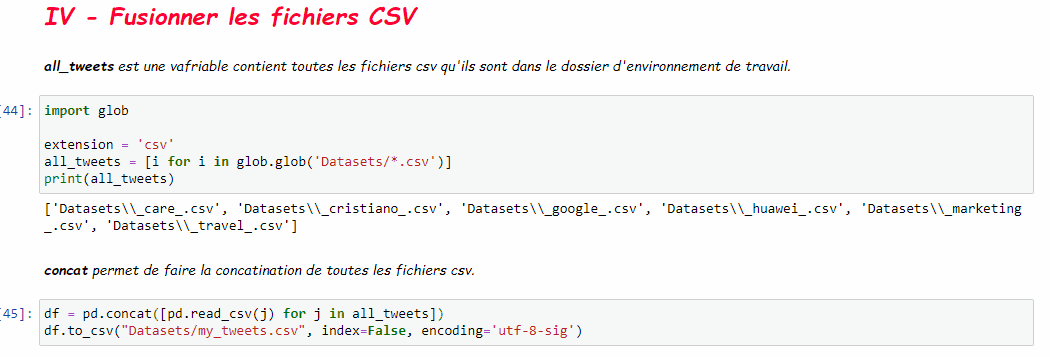 IV - Fusionner les fichiers CSV
all_tweets est une vafriable contient toutes les fichiers csv qu'ils sont dans le dossier d'environnement de travail.
[44]: import glob
extension = 'csv'
all_tweets = [i for i in glob.glob('Datasets/*.csv')]
print(all_tweets)
['Datasets\\_care_.csv', 'Datasets\\_cristiano_.csv', 'Datasets\\_google_.csv', 'Datasets\\_huawei_.csv', 'Datasets\\_marketing
_.csv', 'Datasets\\_travel_.csv']
concat permet de faire la concatination de toutes les fichiers csv.
[45]: df = pd.concat([pd.read_csv(j) for j in all_tweets])
df.to_csv("Datasets/my_tweets.csv", index=False, encoding='utf-8-sig')